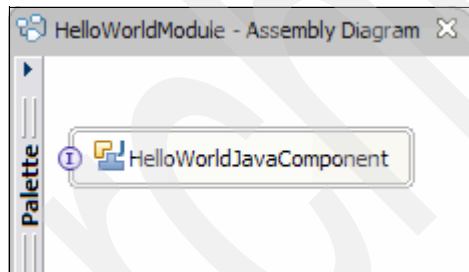 HelloWorldModule - Assembly Diagram
Palette
I HelloWorldJavaComponent